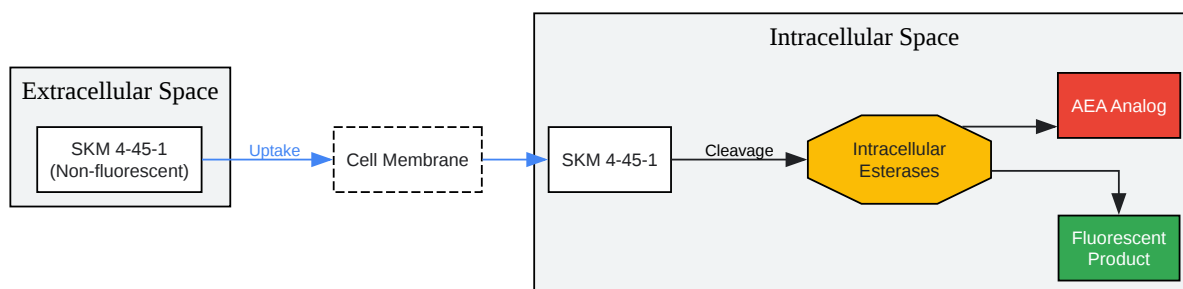 Intracellular Space
Extracellular Space
SKM 4-45-1
(Non-fluorescent)
Uptake
Cell Membrane
SKM 4-45-1
Cleavage
Intracellular
Esterases
AEA Analog
Fluorescent
Product